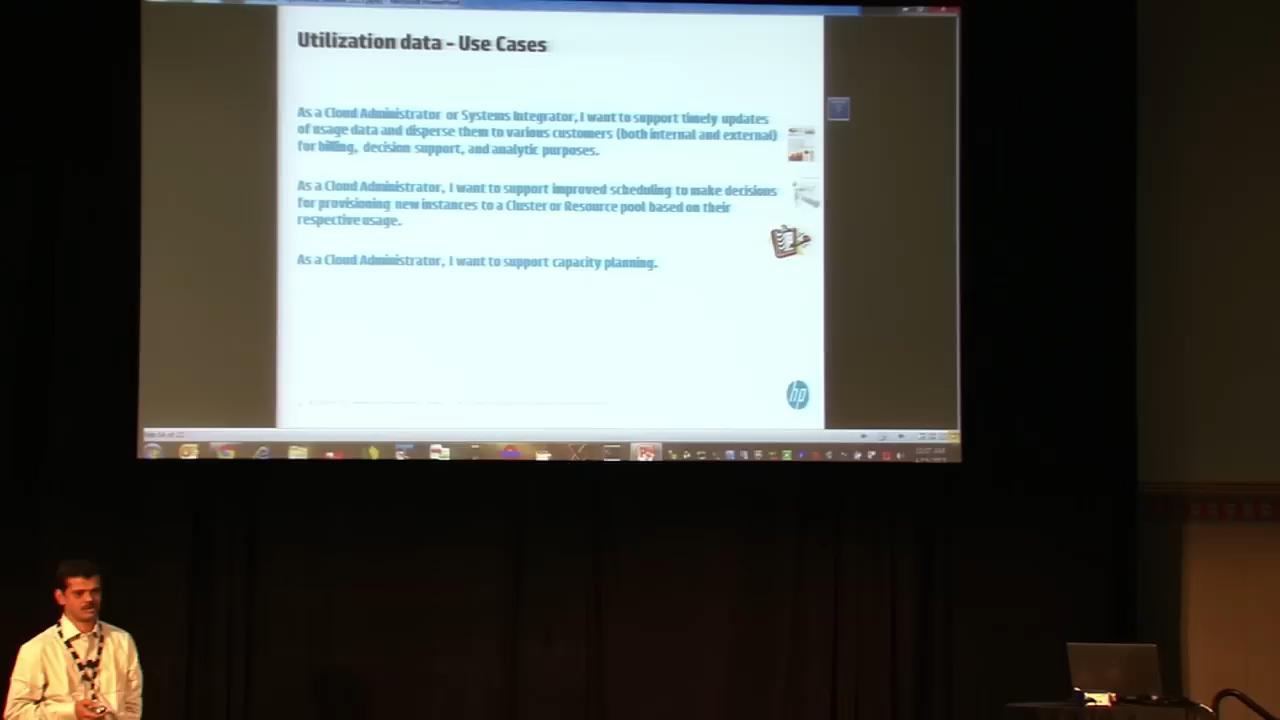 Utilization data - Use Cases
As a Cloud Administrator or Systems Integrator, I want to support timely updates
of usage data and disperse them to various customers (both internal and external)
for billing, decision support, and analytic purposes.
As a Cloud Administrator, I want to support improved scheduling to make decisions
for provisioning new instances to a Cluster or Resource pool based on their
respective usage.
As a Cloud Administrator, I want to support capacity planning.
hp